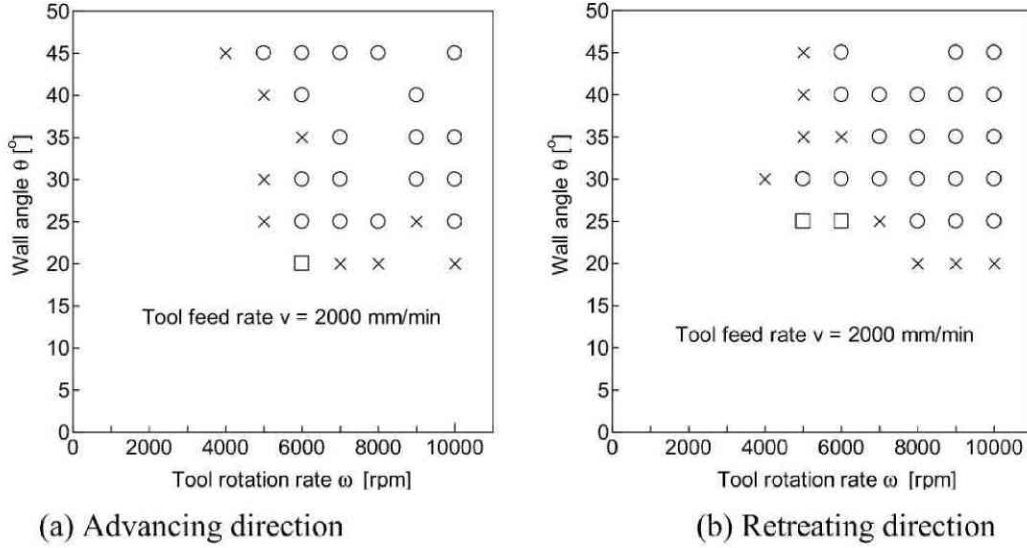 50
45
40
35
30
25
20
15
10
5
0
Wall angle θ [°]
Tool feed rate v = 2000 mm/min
0 2000 4000 6000 8000 10000
Tool rotation rate ω [rpm]
(a) Advancing direction
50
45
40
35
30
25
20
15
10
5
0
Wall angle θ [°]
Tool feed rate v = 2000 mm/min
0 2000 4000 6000 8000 10000
Tool rotation rate ω [rpm]
(b) Retreating direction